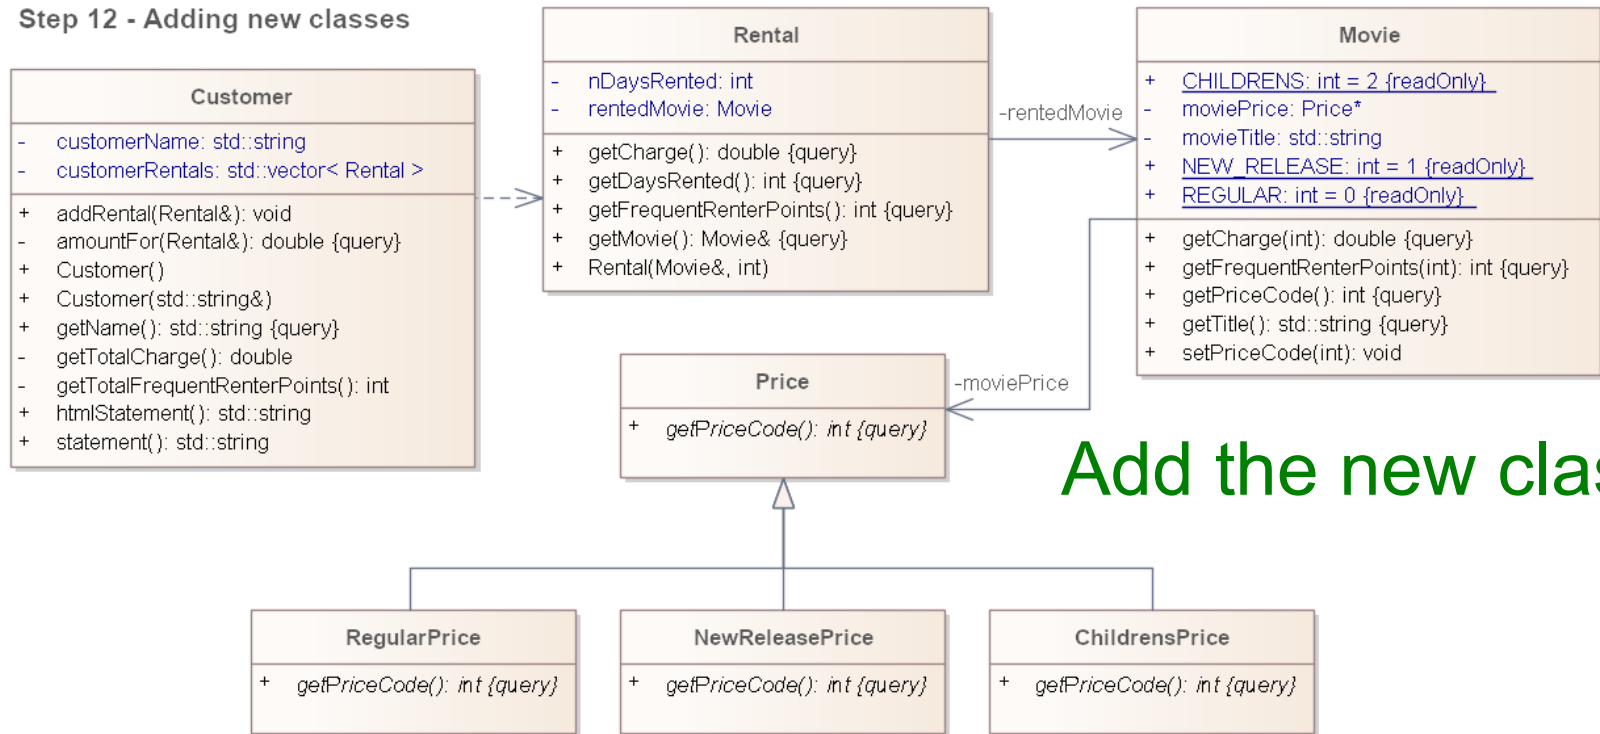 Step 12 - Adding new classes
Customer
- customerName: std::string
- customerRentals: std::vector< Rental >
+ addRental(Rental&): void
- amountFor(Rental&): double {query}
+ Customer()
+ Customer(std::string&)
+ getName(): std::string {query}
- getTotalCharge(): double
- getTotalFrequentRenterPoints(): int
+ htmlStatement(): std::string
+ statement(): std::string
Rental
- nDaysRented: int
- rentedMovie: Movie
+ getCharge(): double {query}
+ getDaysRented(): int {query}
+ getFrequentRenterPoints(): int {query}
+ getMovie(): Movie& {query}
+ Rental(Movie&, int)
-rentedMovie
Movie
+ CHILDRENS: int = 2 {readOnly}
- moviePrice: Price*
- movieTitle: std::string
+ NEW_RELEASE: int = 1 {readOnly}
+ REGULAR: int = 0 {readOnly}
+ getCharge(int): double {query}
+ getFrequentRenterPoints(int): int {query}
+ getPriceCode(): int {query}
+ getTitle(): std::string {query}
+ setPriceCode(int): void
-moviePrice
Price
+ getPriceCode(): int {query}
Add the new clas
RegularPrice
+ getPriceCode(): int {query}
NewReleasePrice
+ getPriceCode(): int {query}
ChildrensPrice
+ getPriceCode(): int {query}